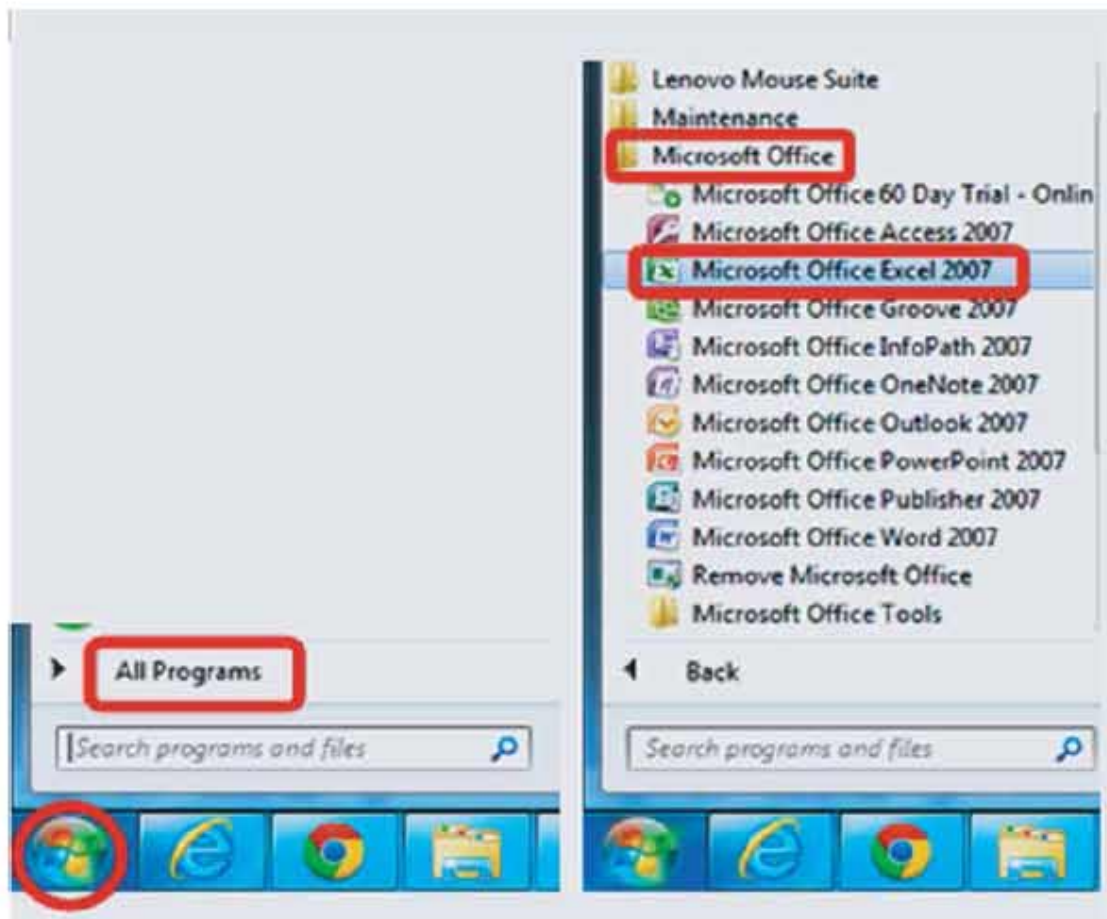 All Programs
Search programs and files
Lenovo Mouse Suite
Maintenance
Microsoft Office
Microsoft Office 60 Day Trial - Onlin
Microsoft Office Access 2007
Microsoft Office Excel 2007
Microsoft Office Groove 2007
Microsoft Office InfoPath 2007
Microsoft Office OneNote 2007
Microsoft Office Outlook 2007
Microsoft Office PowerPoint 2007
Microsoft Office Publisher 2007
Microsoft Office Word 2007
Remove Microsoft Office
Microsoft Office Tools
Back
Search programs and files